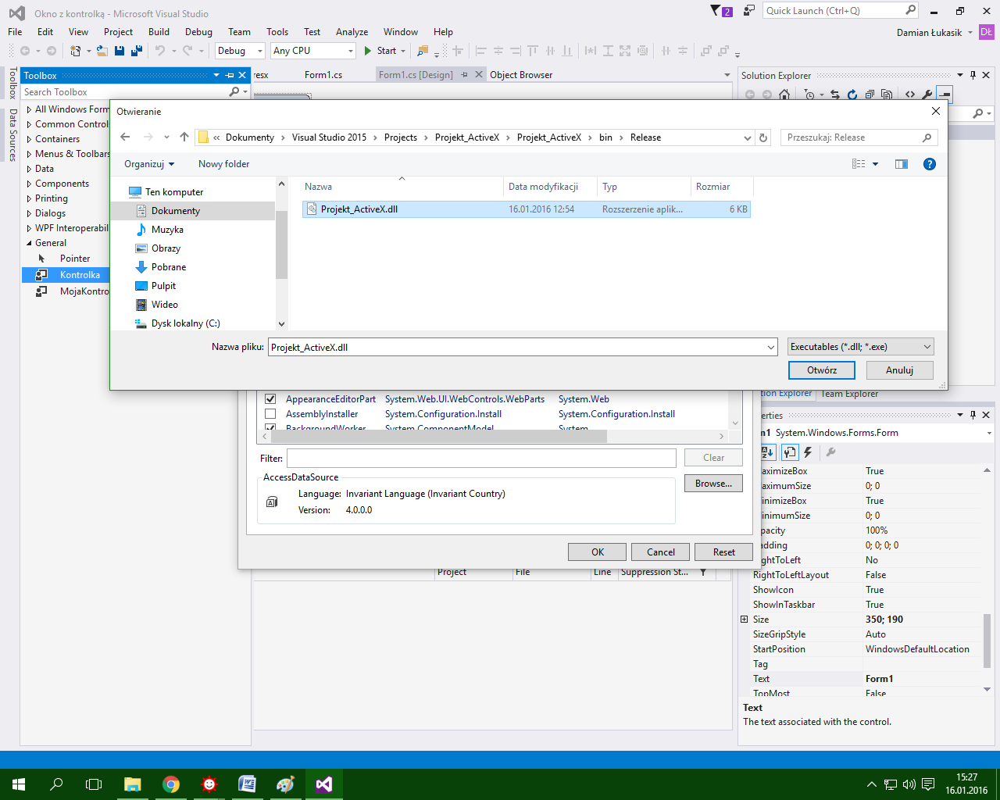 Okno z kontrolką - Microsoft Visual Studio
2
Quick Launch (Ctrl+Q)
File Edit View Project Build Debug Team Tools Test Analyze Window Help
Damian Łukasik
DŁ
Debug
Any CPU
Start
Toolbox
Data Sources
Toolbox
Search Toolbox
All Windows Form
Common Control
Containers
Menus & Toolbars
Data
Components
Printing
Dialogs
WPF Interoperabil
General
Pointer
Kontrolka
MojaKontro
resx
Form1.cs
Form1.cs [Design]
Object Browser
Solution Explorer
Otwieranie
« Dokumenty > Visual Studio 2015 > Projects > Projekt_ActiveX > Projekt_ActiveX > bin > Release
Przeszukaj: Release
Organizuj
Nowy folder
Ten komputer
Dokumenty
Muzyka
Obrazy
Pobrane
Pulpit
Wideo
Dysk lokalny (C:)
Nazwa Data modyfikacji Typ Rozmiar
Projekt_ActiveX.dll 16.01.2016 12:54 Rozszerzenie aplik... 6 KB
Nazwa pliku: Projekt_ActiveX.dll
Executables (*.dll; *.exe)
Otwórz
Anuluj
AppearanceEditorPart System.Web.UI.WebControls.WebParts System.Web
AssemblyInstaller System.Configuration.Install System.Configuration.Install
BackgroundWorker System.ComponentModel System
Filter:
Clear
AccessDataSource
Language: Invariant Language (Invariant Country)
Version: 4.0.0.0
Browse...
OK
Cancel
Reset
Project File Line Suppression St...
tion Explorer
Team Explorer
erties
m1 System.Windows.Forms.Form
aximizeBox True
aximumSize 0; 0
inimizeBox True
inimumSize 0; 0
pacity 100%
adding 0; 0; 0; 0
ightToLeft No
RightToLeftLayout False
ShowIcon True
ShowInTaskbar True
Size 350; 190
SizeGripStyle Auto
StartPosition WindowsDefaultLocation
Tag
Text Form1
TopMost False
Text
The text associated with the control.
15:27
16.01.2016